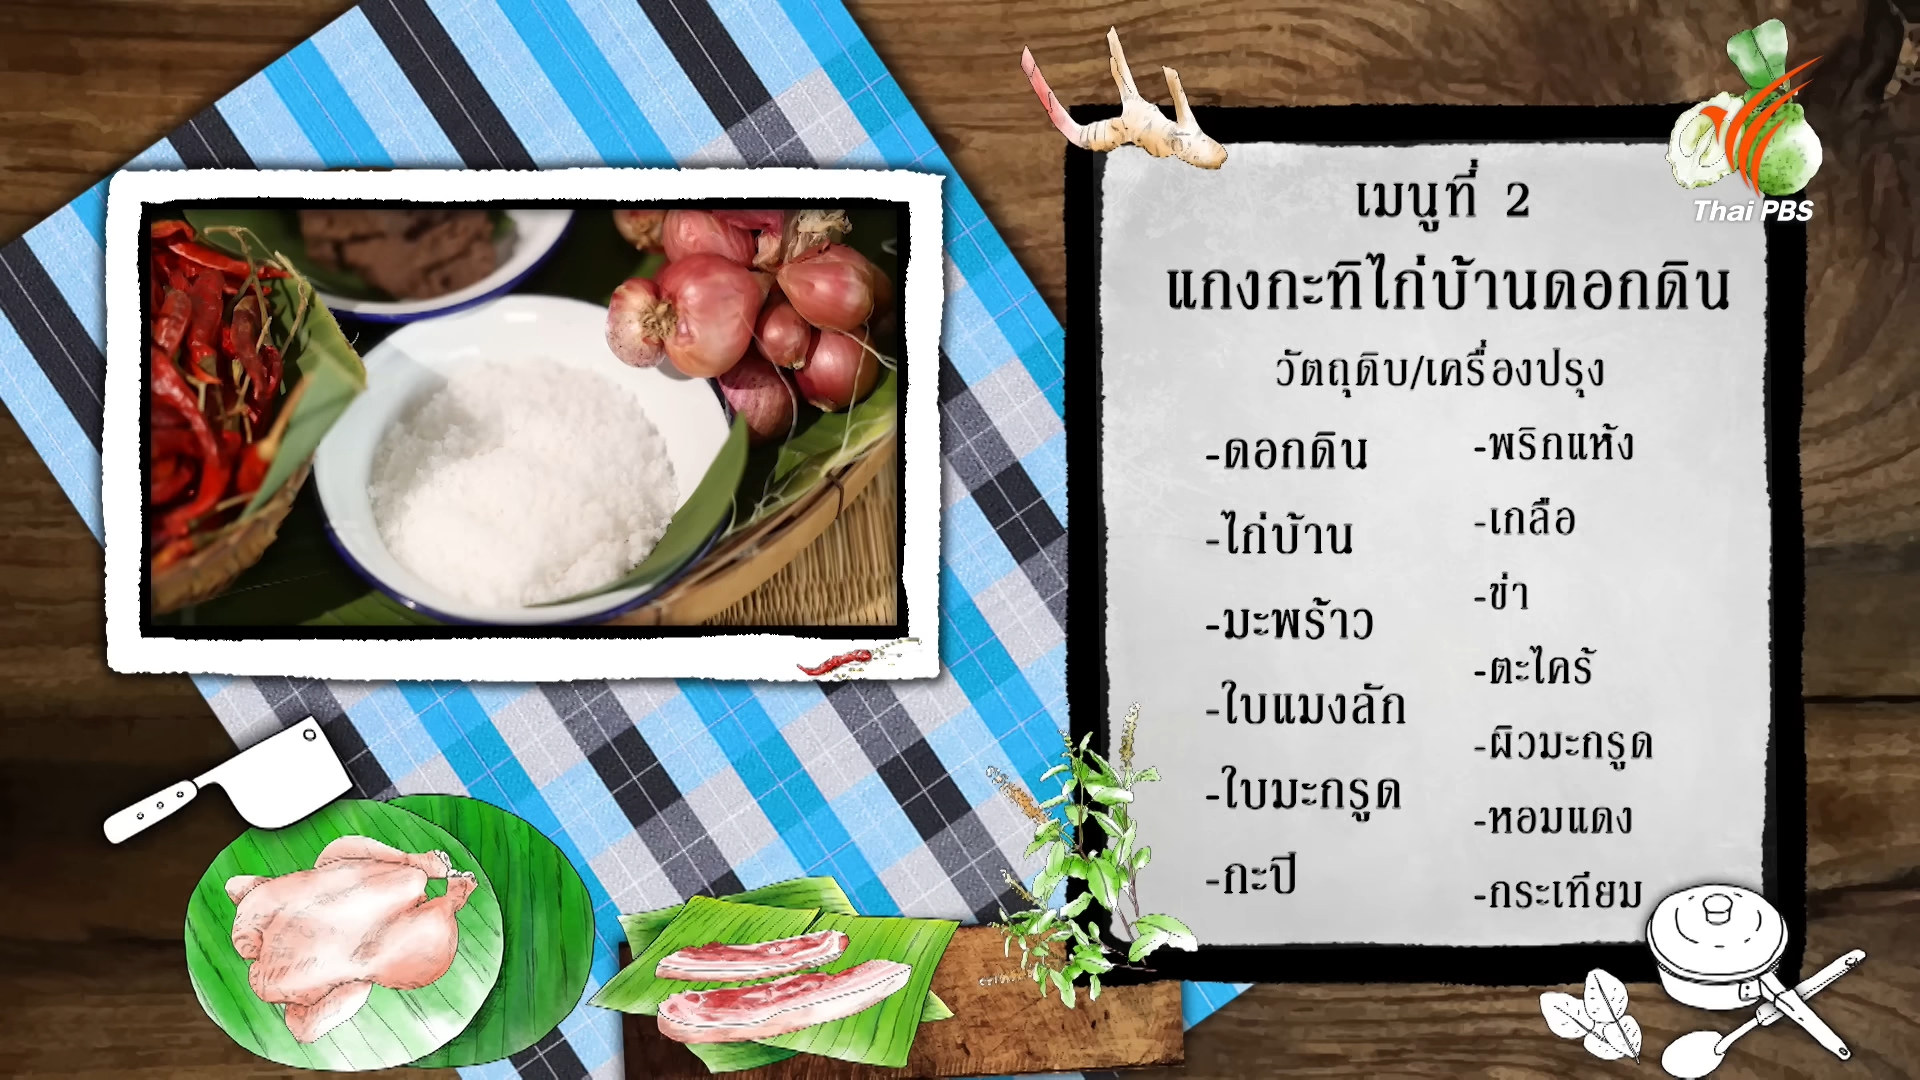 เมนูที่ 2
แกงกะทิไก่บ้านดอกดิน
วัตถุดิบ/เครื่องปรุง
-ดอกดิน
-ไก่บ้าน
-มะพร้าว
-ใบแมงลัก
-ใบมะกรูด
-กะปิ
-พริกแห้ง
-เกลือ
-ข่า
-ตะไคร้
-ผิวมะกรูด
-หอมแดง
-กระเทียม
Thai PBS